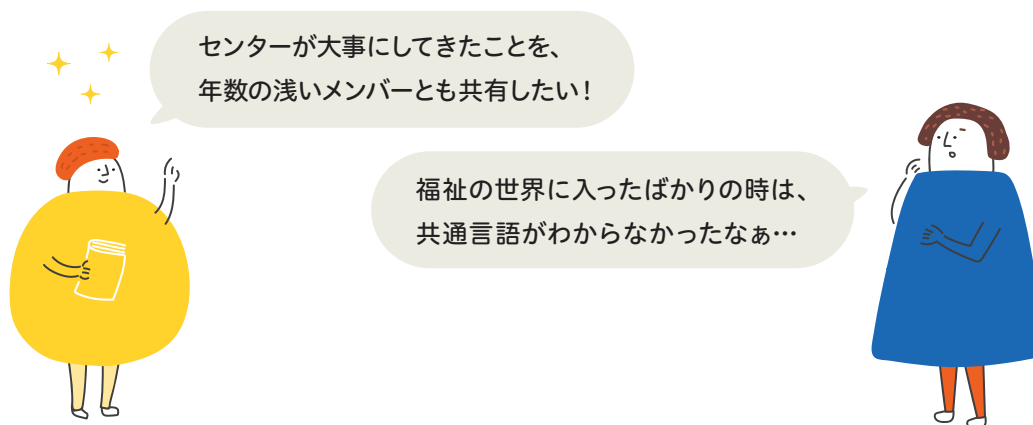 センターが大事にしてきたことを、
年数の浅いメンバーとも共有したい！
福祉の世界に入ったばかりの時は、
共通言語がわからなかったなぁ…